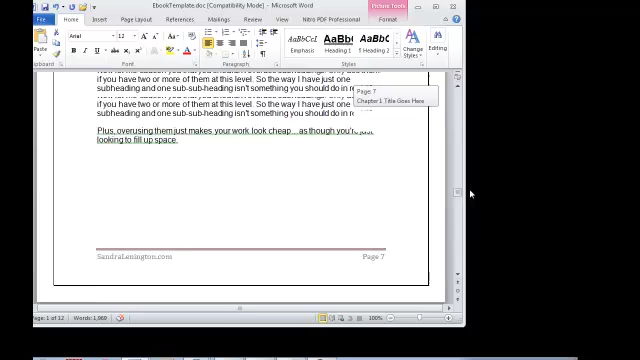 EbookTemplate.doc [Compatibility Mode] - Microsoft Word
Picture Tools
File Home Insert Page Layout References Mailings Review View Nitro PDF Professional Format
Paste
Arial 12
AaBbCcI AaBb( AaBbC
Emphasis Heading 1 ¶ Heading 2
Change Styles
Editing
Clipboard Font Paragraph Styles
if you have two or more of them at this level. So the way I have just one
subheading and one sub-sub-heading isn't something you should do in re
if you have two or more of them at this level. So the way I have just one
subheading and one sub-sub-heading isn't something you should do in r
Page: 7
Chapter 1 Title Goes Here
Plus, overusing them just makes your work look cheap…as though you're just
looking to fill up space.
SandraLenington.com Page 7
Page: 1 of 12 Words: 1,969 100%